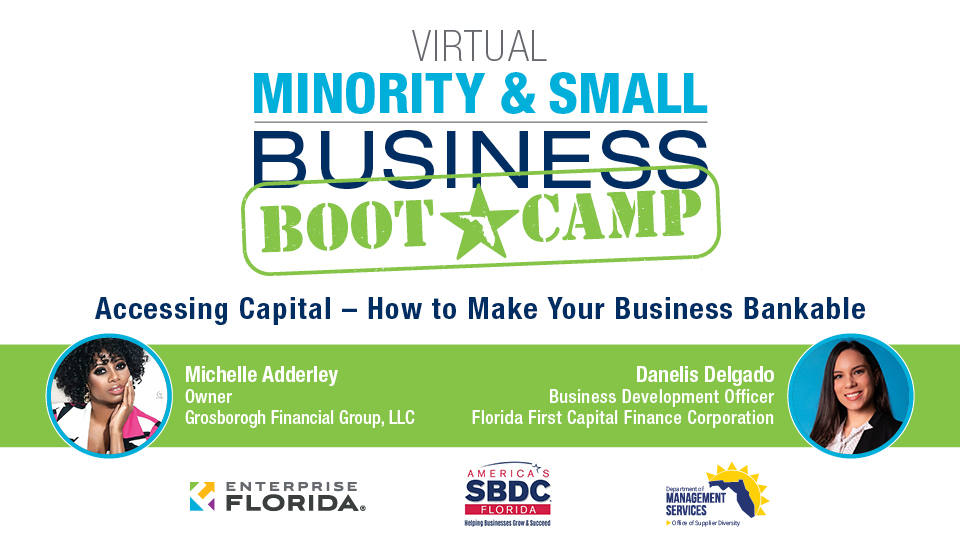 VIRTUAL
MINORITY & SMALL
BUSINESS
BOOT CAMP
Accessing Capital – How to Make Your Business Bankable
Michelle Adderley
Owner
Grosborogh Financial Group, LLC
Danelis Delgado
Business Development Officer
Florida First Capital Finance Corporation
ENTERPRISE
FLORIDA®
AMERICA'S
SBDC
FLORIDA
Helping Businesses Grow & Succeed
Department of
MANAGEMENT
SERVICES
Office of Supplier Diversity